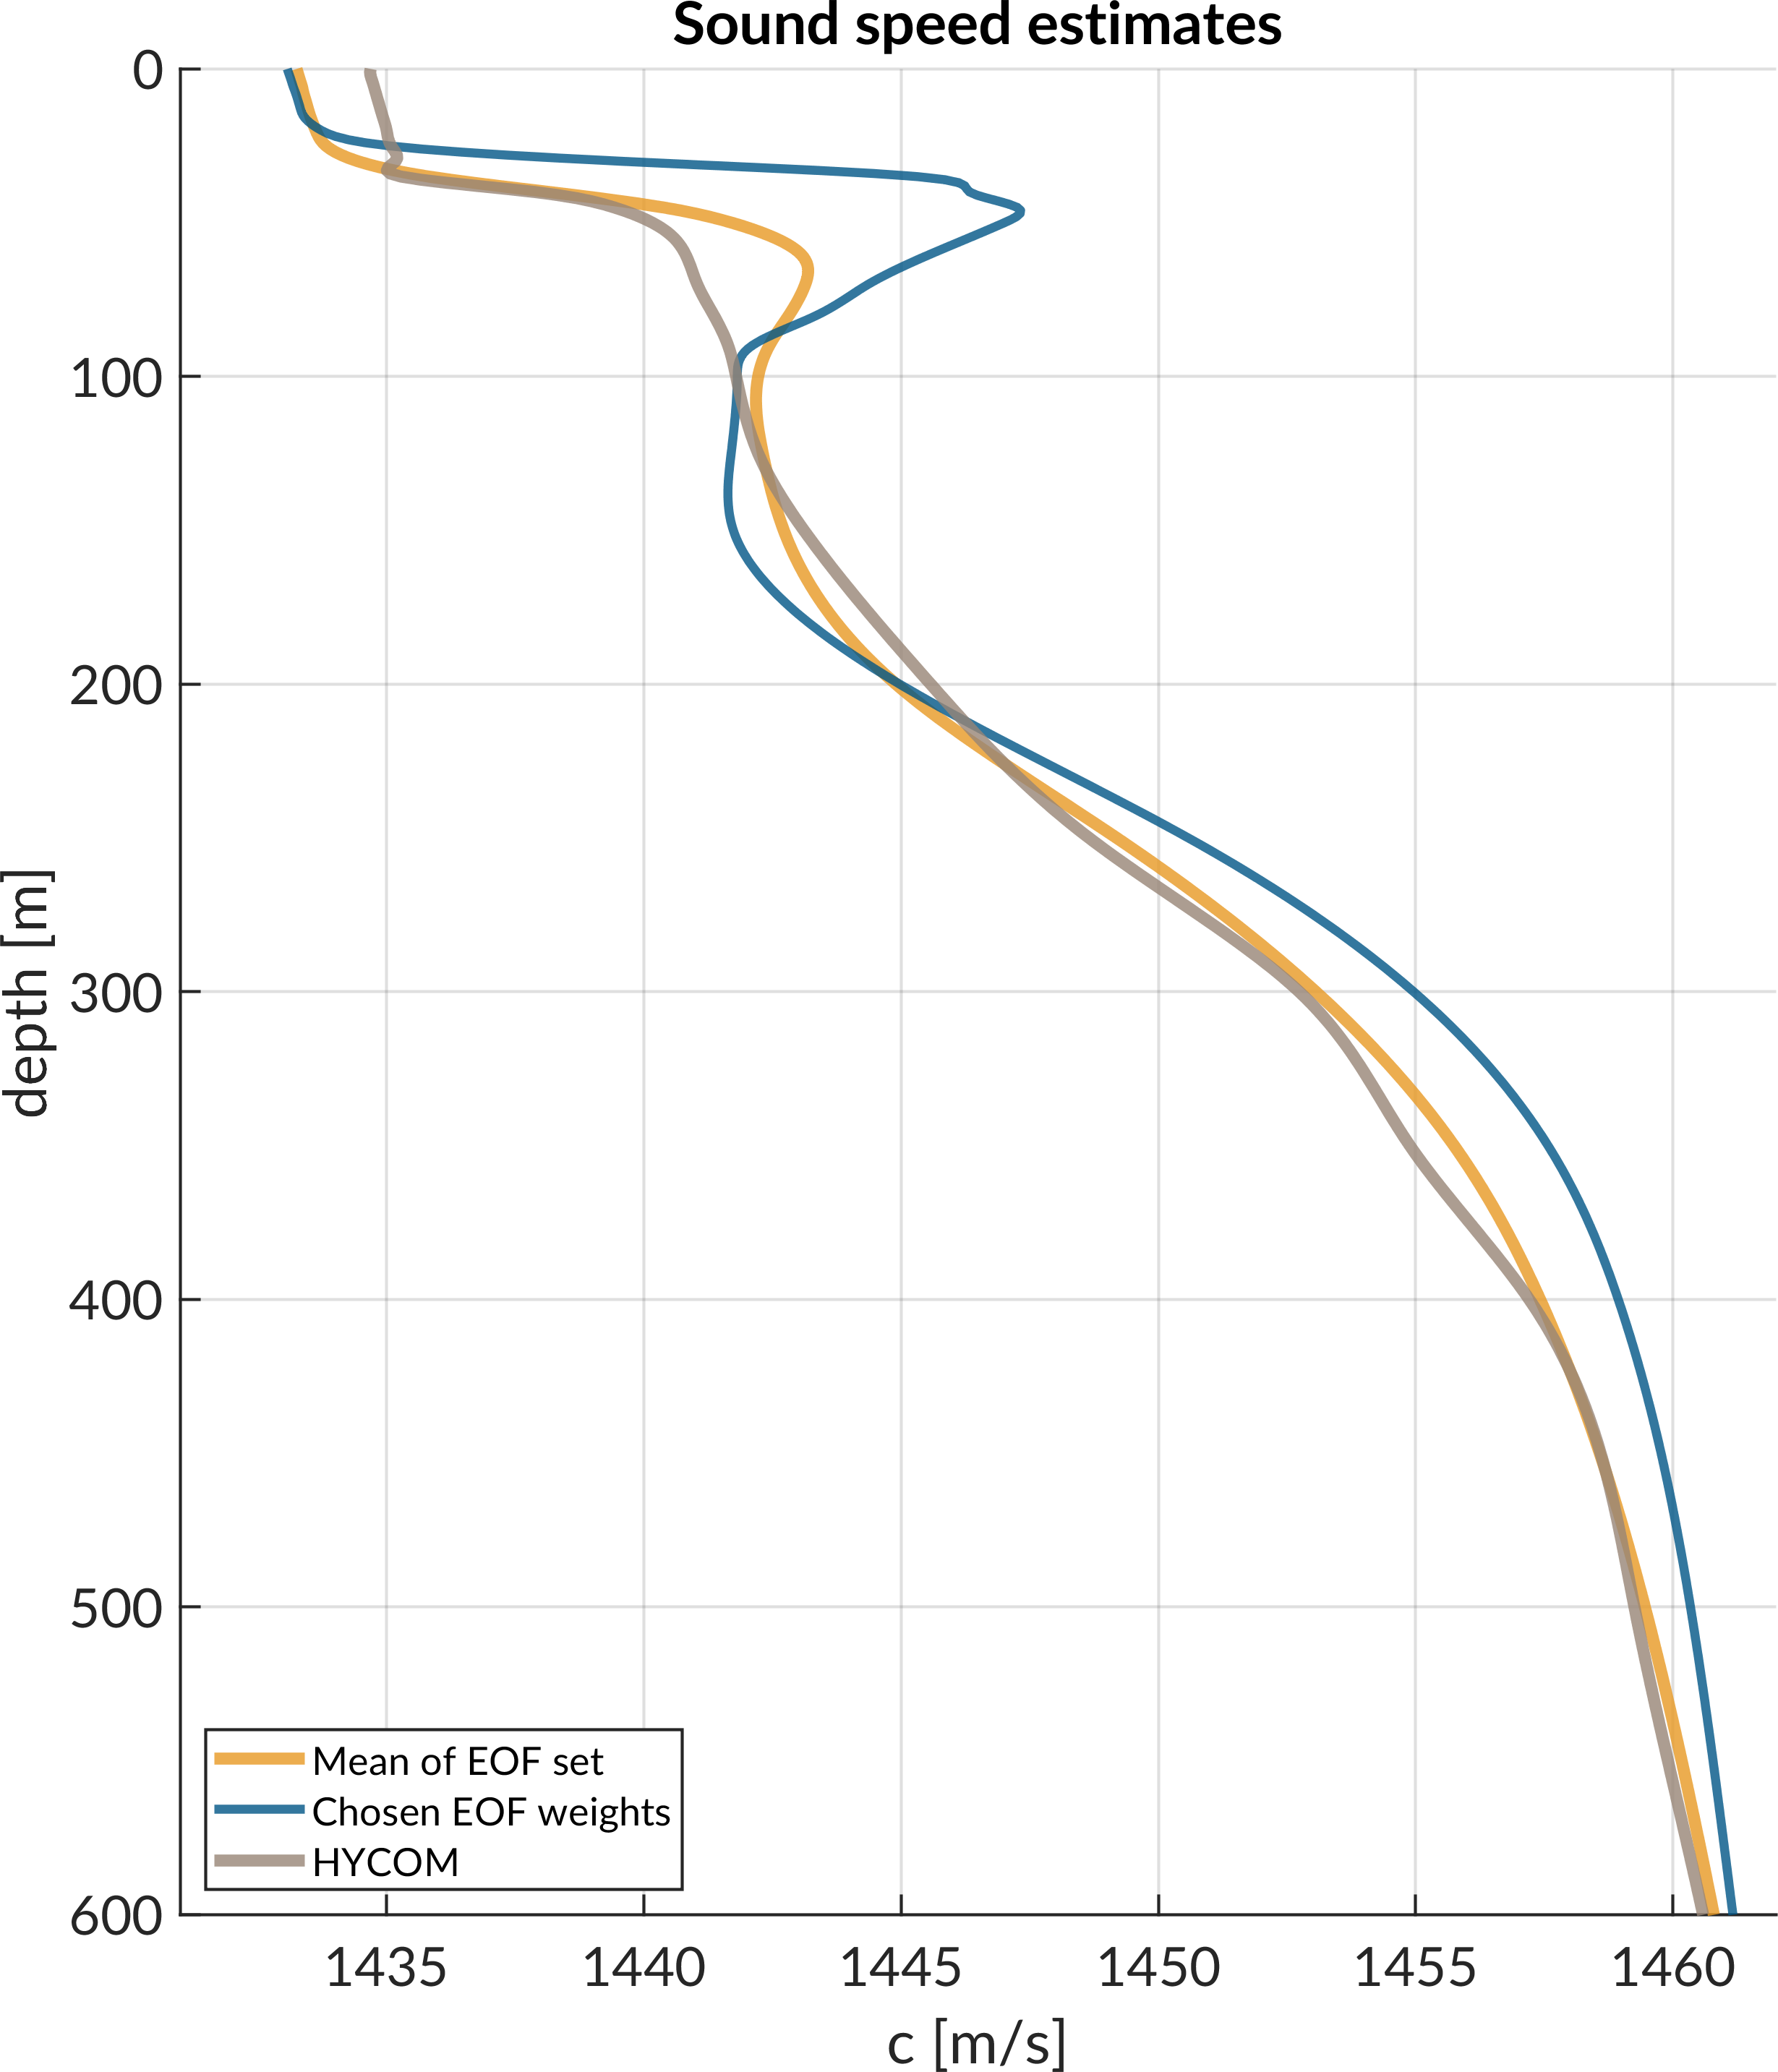 Sound speed estimates
0
100
200
300
400
500
600
depth [m]
Mean of EOF set
Chosen EOF weights
HYCOM
1435 1440 1445 1450 1455 1460
c [m/s]